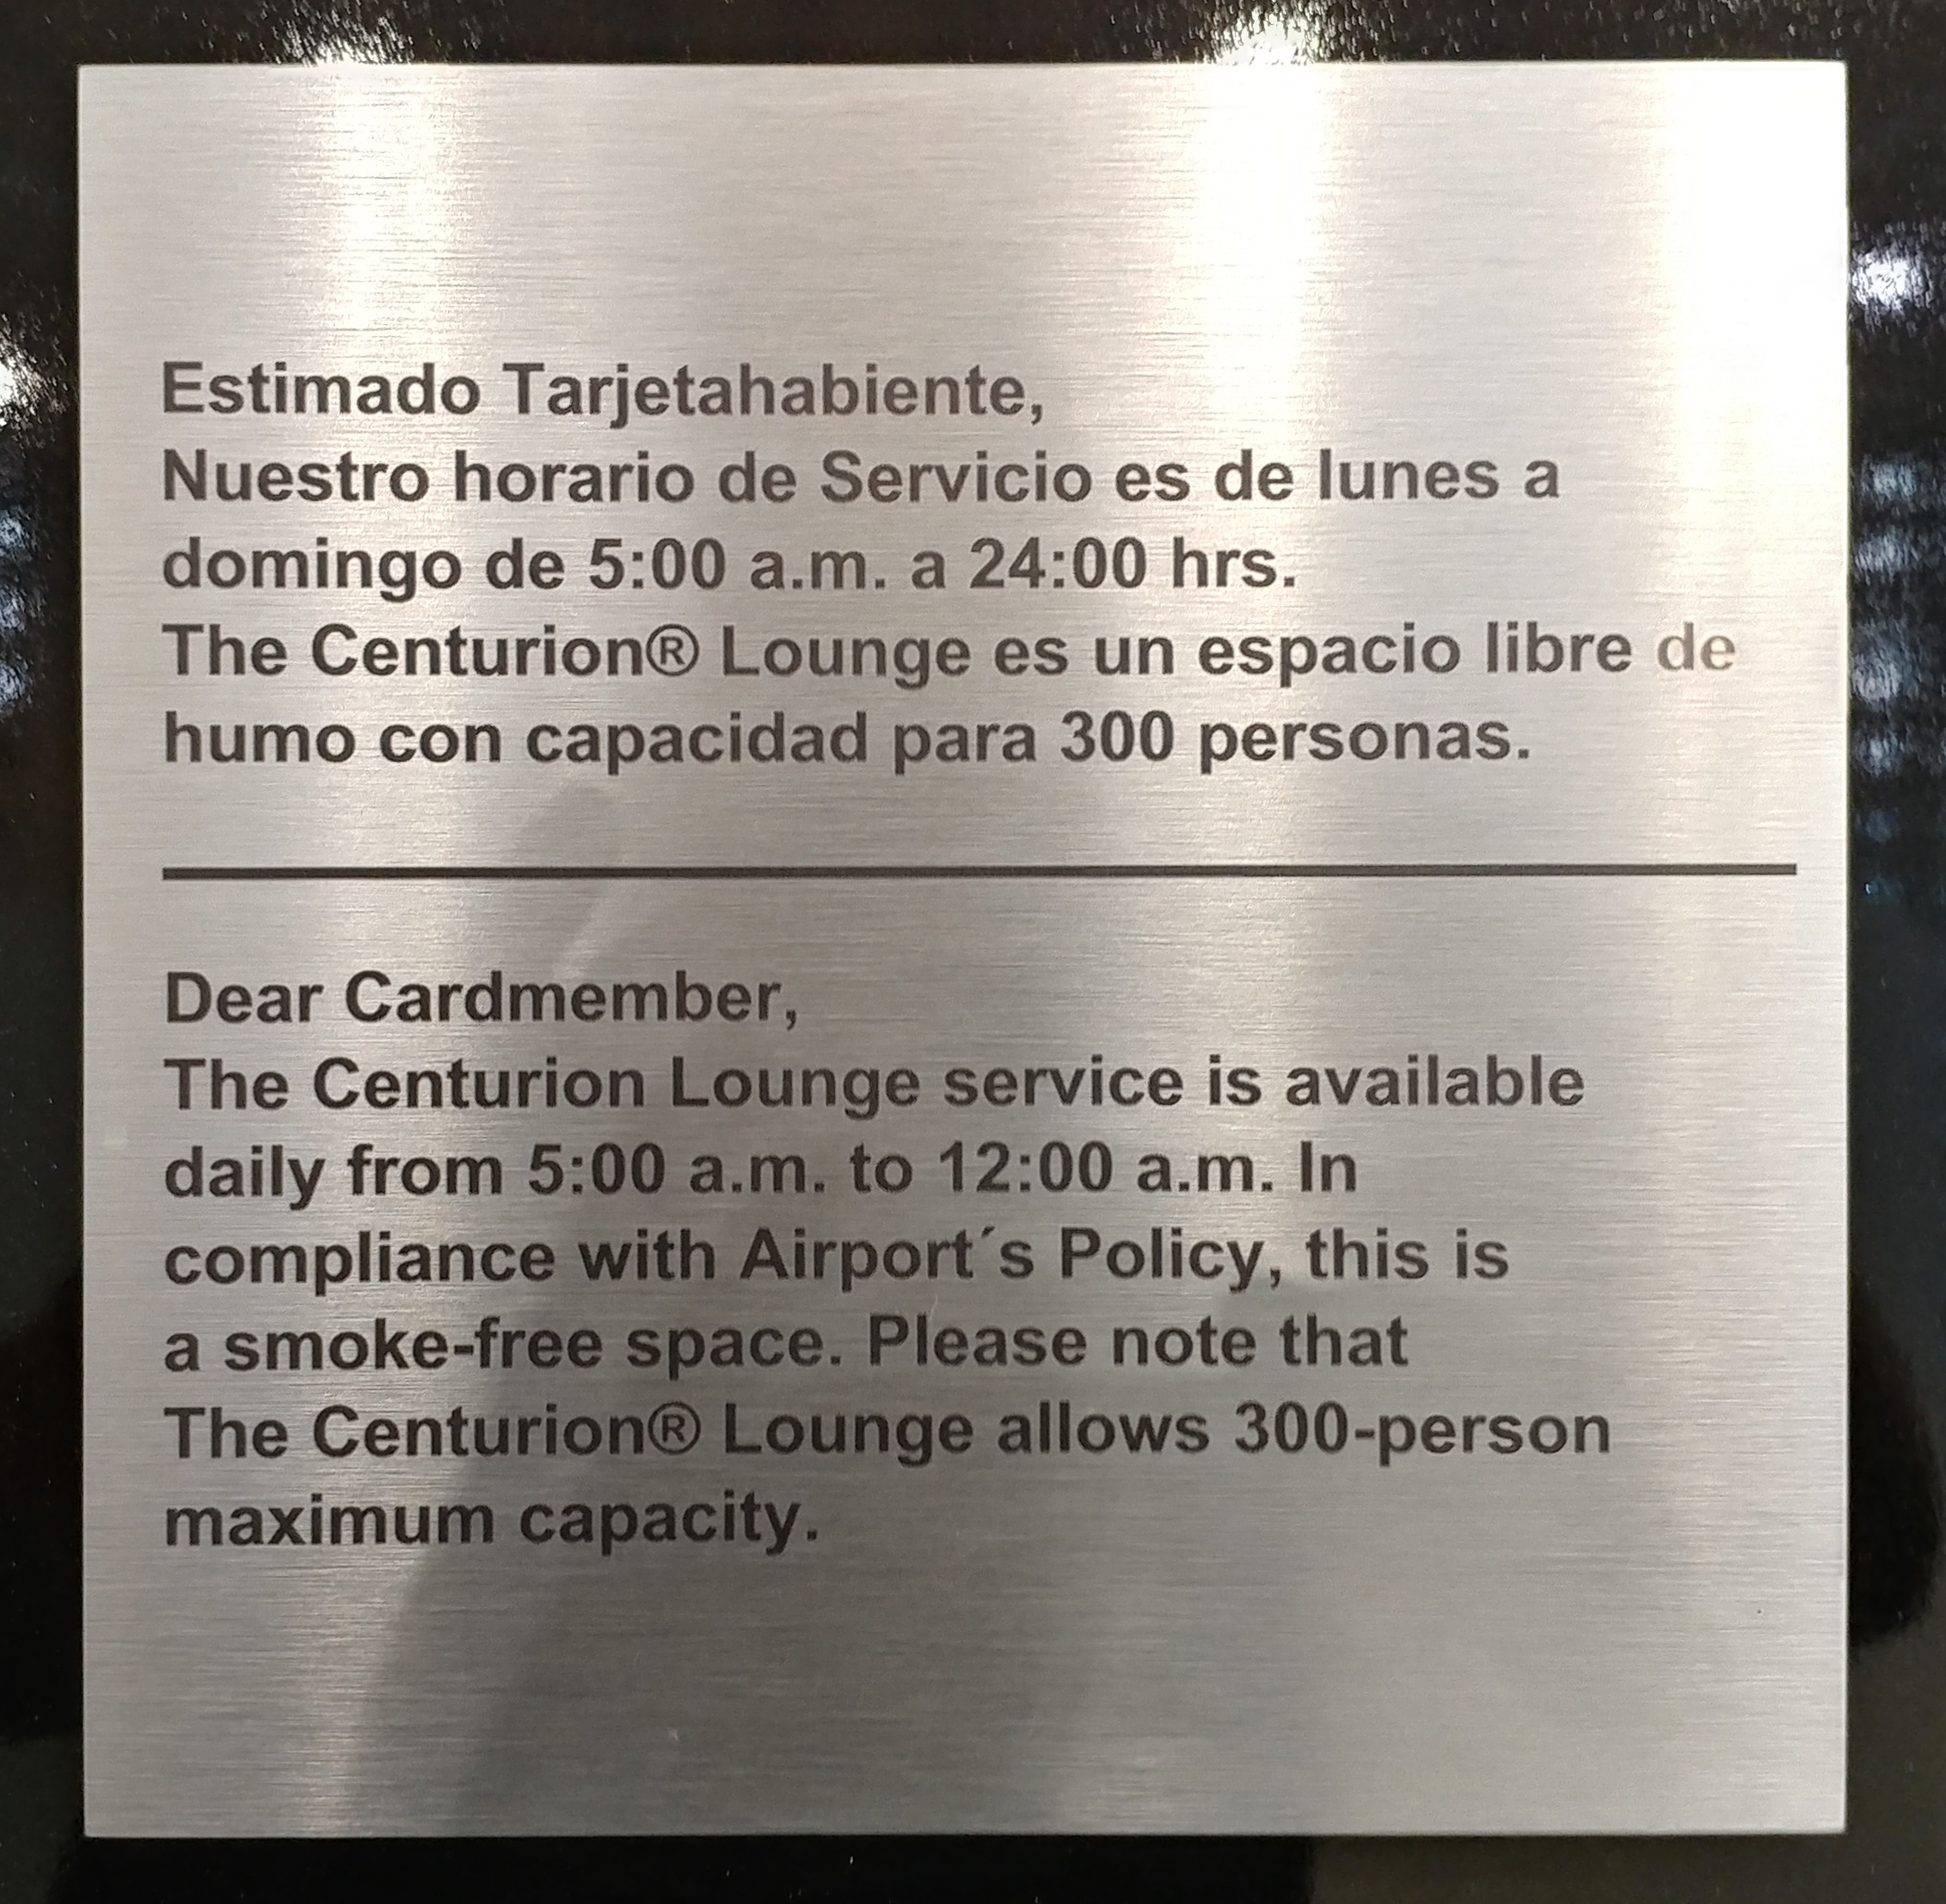 Estimado Tarjetahabiente,
Nuestro horario de Servicio es de lunes a
domingo de 5:00 a.m. a 24:00 hrs.
The Centurion® Lounge es un espacio libre de
humo con capacidad para 300 personas.
Dear Cardmember,
The Centurion Lounge service is available
daily from 5:00 a.m. to 12:00 a.m. In
compliance with Airport´s Policy, this is
a smoke-free space. Please note that
The Centurion® Lounge allows 300-person
maximum capacity.